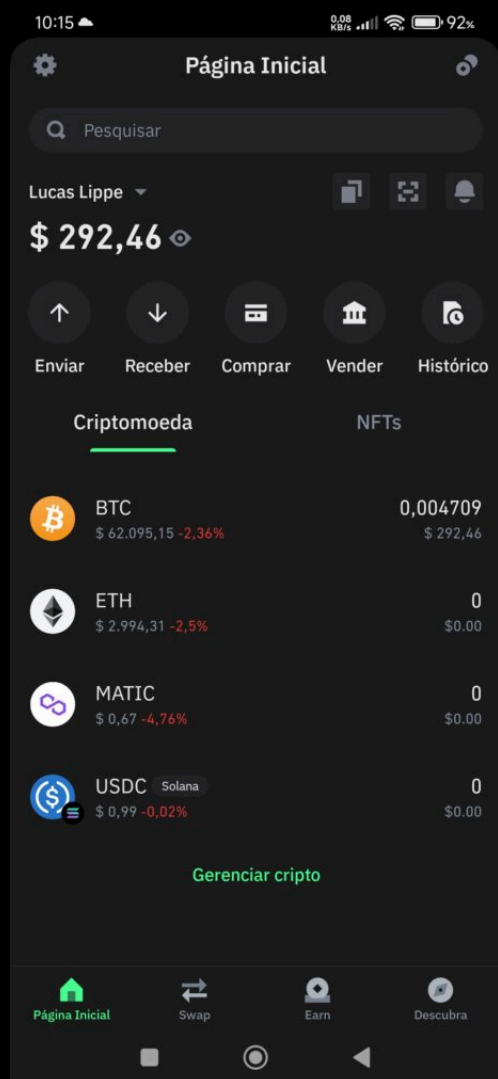 10:15 0,08 KB/s 92%
Página Inicial
Pesquisar
Lucas Lippe
$ 292,46
Enviar Receber Comprar Vender Histórico
Criptomoeda NFTs
BTC 0,004709
$ 62.095,15 -2,36% $ 292,46
ETH 0
$ 2.994,31 -2,5% $0.00
MATIC 0
$ 0,67 -4,76% $0.00
USDC Solana 0
$ 0,99 -0,02% $0.00
Gerenciar cripto
Página Inicial Swap Earn Descubra